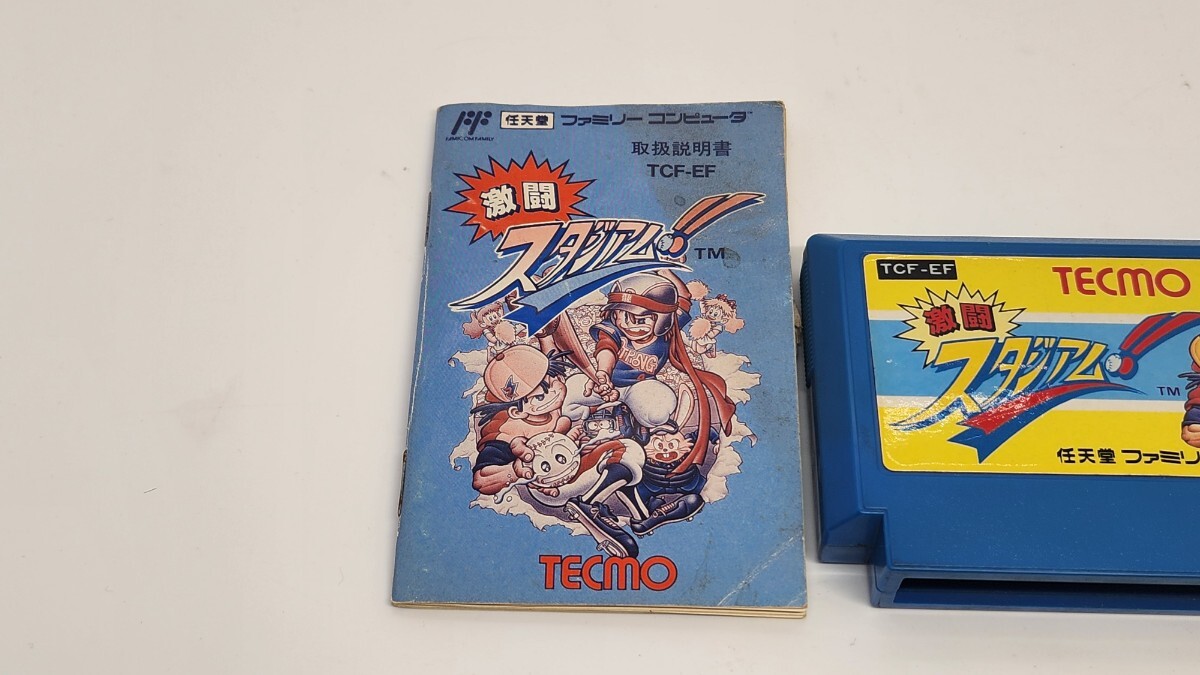 FAMICOM FAMILY
任天堂 ファミリー コンピュータ™
取扱説明書
TCF-EF
激闘
スタジアム!!
TM
TECMO
TCF-EF
TECMO
激闘
スタジアム!!
TM
任天堂 ファミリ